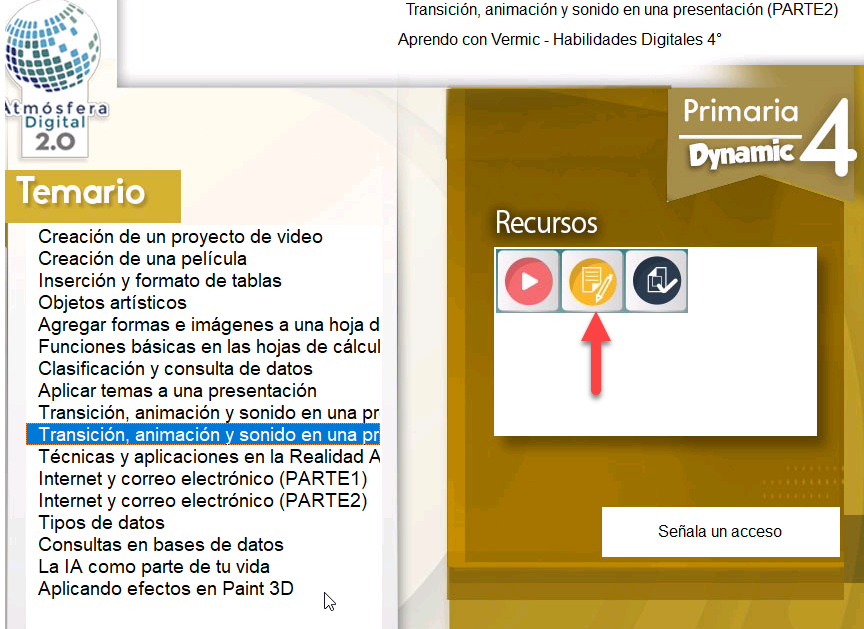 Transición, animación y sonido en una presentación (PARTE2)
Aprendo con Vermic - Habilidades Digitales 4°
Atmósfera
Digital
2.0
Primaria
Dynamic 4
Temario
Creación de un proyecto de video
Creación de una película
Inserción y formato de tablas
Objetos artísticos
Agregar formas e imágenes a una hoja d
Funciones básicas en las hojas de cálcul
Clasificación y consulta de datos
Aplicar temas a una presentación
Transición, animación y sonido en una pr
Transición, animación y sonido en una pr
Técnicas y aplicaciones en la Realidad A
Internet y correo electrónico (PARTE1)
Internet y correo electrónico (PARTE2)
Tipos de datos
Consultas en bases de datos
La IA como parte de tu vida
Aplicando efectos en Paint 3D
Recursos
Señala un acceso